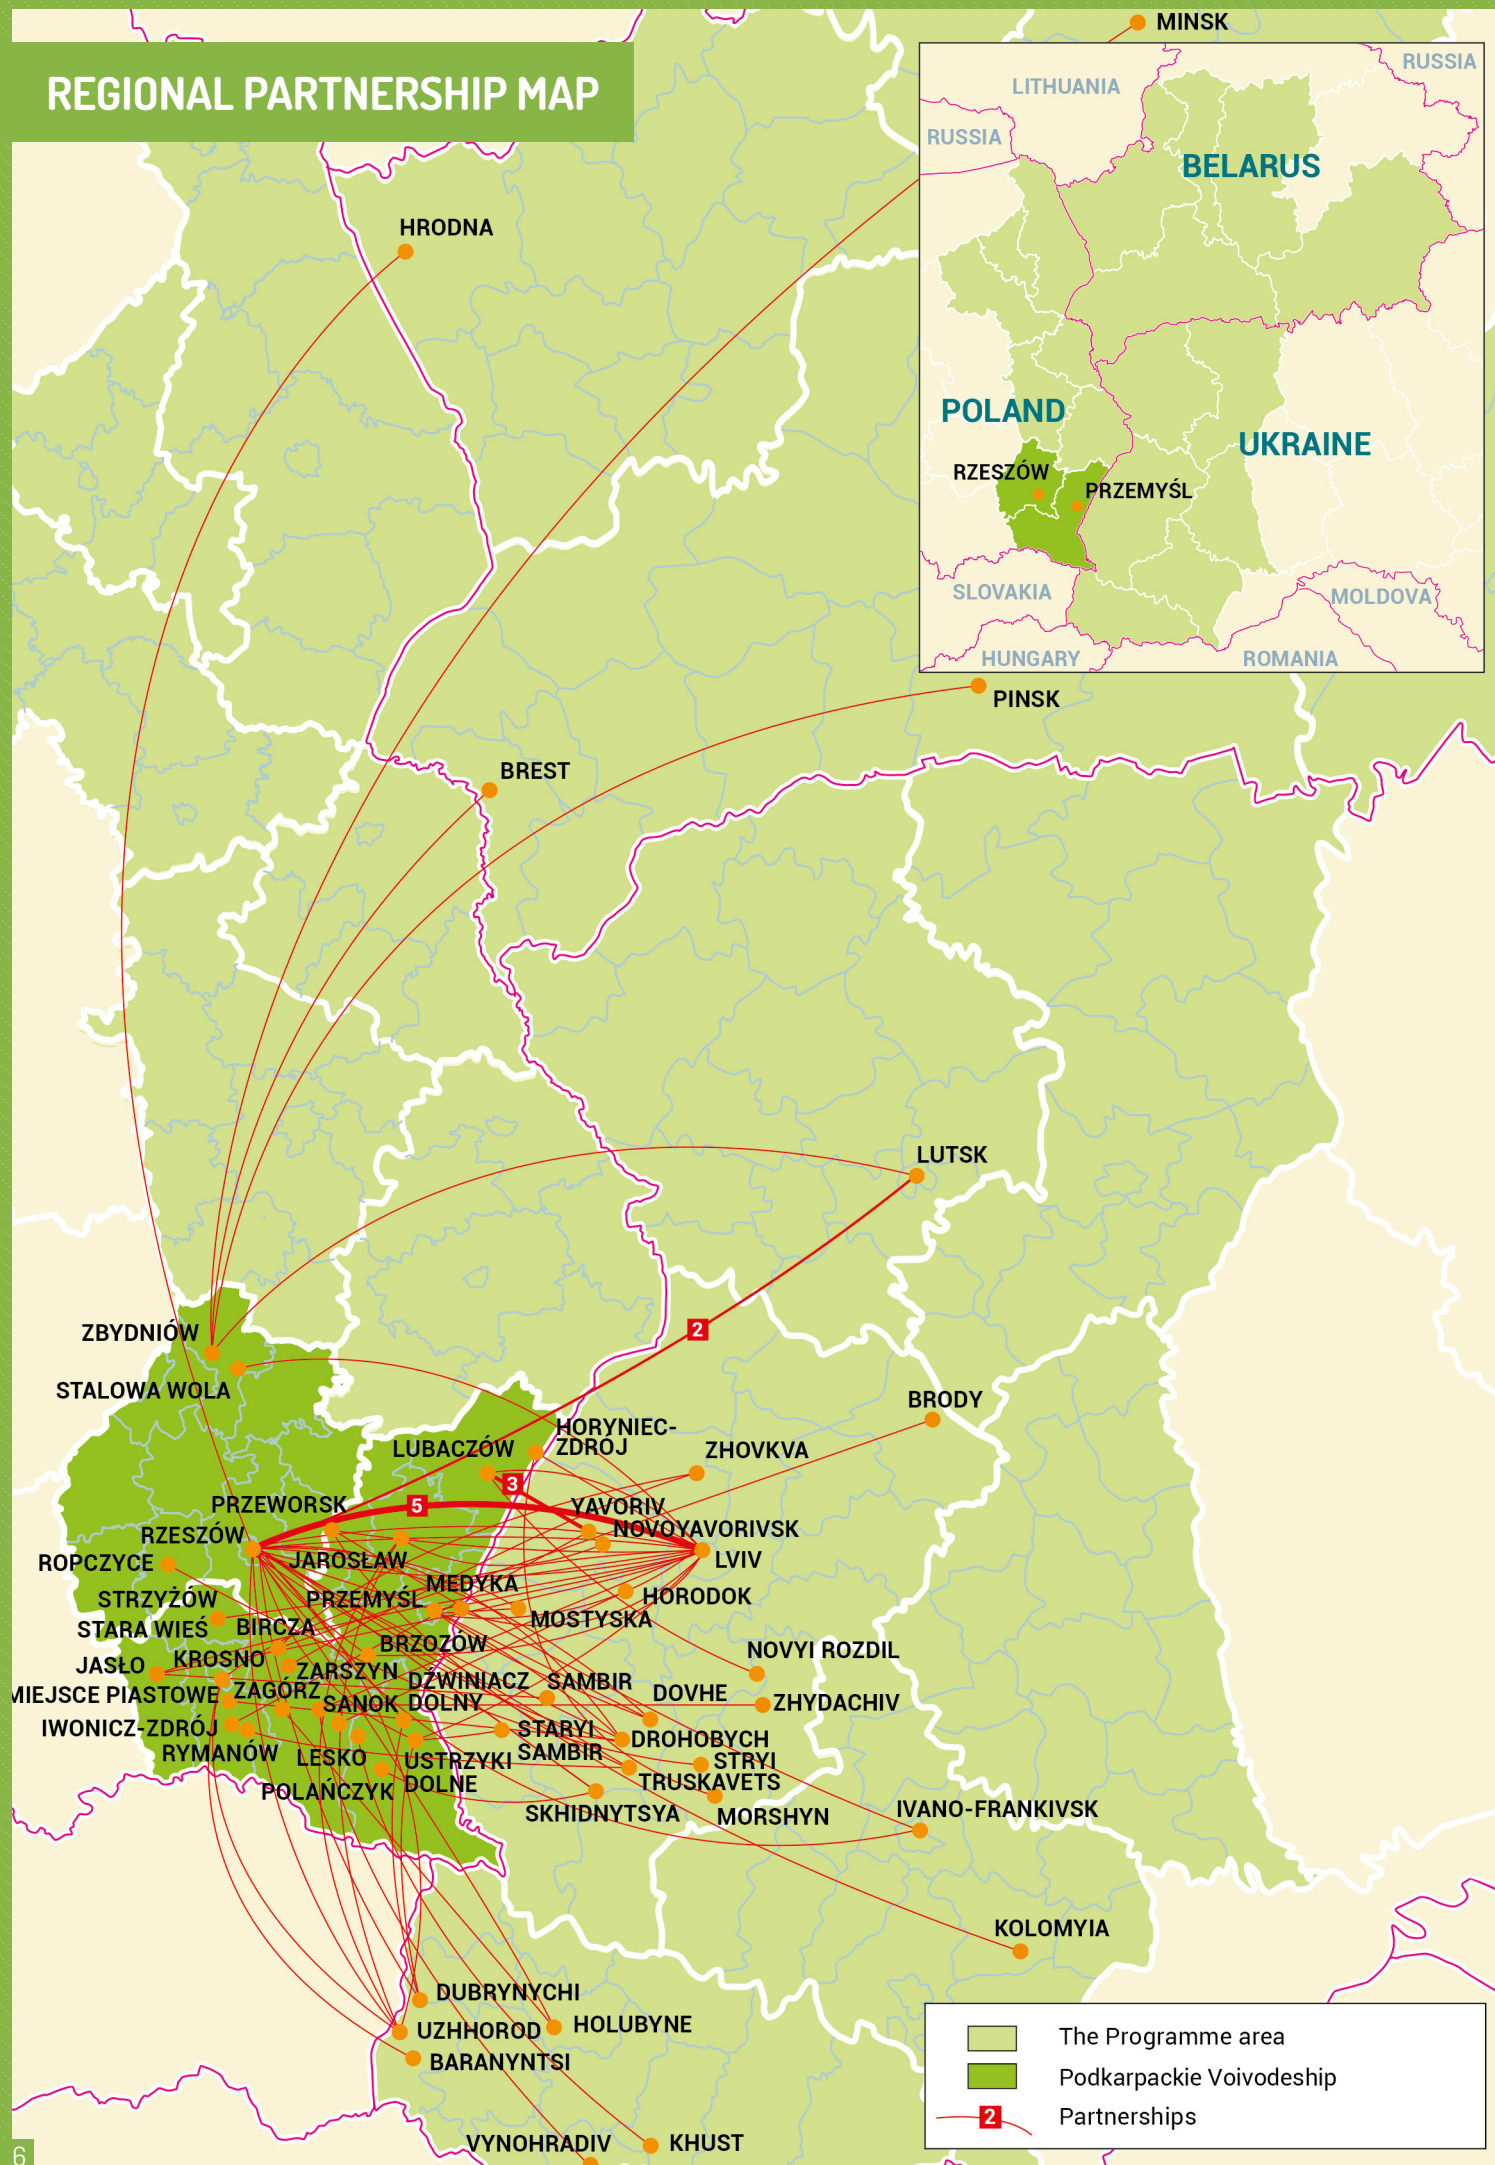 MINSK
REGIONAL PARTNERSHIP MAP
LITHUANIA
RUSSIA
RUSSIA
BELARUS
POLAND
UKRAINE
RZESZÓW
PRZEMYŚL
SLOVAKIA
MOLDOVA
HUNGARY
ROMANIA
HRODNA
PINSK
BREST
LUTSK
2
ZBYDNIÓW
STALOWA WOLA
BRODY
HORYNIEC-
ZDRÓJ
LUBACZÓW
ZHOVKVA
3
5
PRZEWORSK
YAVORIV
RZESZÓW
NOVOYAVORIVSK
ROPCZYCE
JAROSŁAW
LVIV
MEDYKA
STRZYŻÓW
PRZEMYŚL
HORODOK
MOSTYSKA
STARA WIEŚ
BIRCZA
BRZOZÓW
NOVYI ROZDIL
JASŁO
KROSNO
ZARSZYN
DŹWINIACZ
DOLNY
SAMBIR
MIEJSCE PIASTOWE
ZAGÓRZ
SANOK
DOVHE
ZHYDACHIV
IWONICZ-ZDRÓJ
STARYI
SAMBIR
DROHOBYCH
RYMANÓW
LESKO
USTRZYKI
DOLNE
STRYI
POLAŃCZYK
TRUSKAVETS
SKHIDNYTSYA
MORSHYN
IVANO-FRANKIVSK
KOLOMYIA
DUBRYNYCHI
UZHHOROD
HOLUBYNE
BARANYNTSI
VYNOHRADIV
KHUST
The Programme area
Podkarpackie Voivodeship
2
Partnerships
6